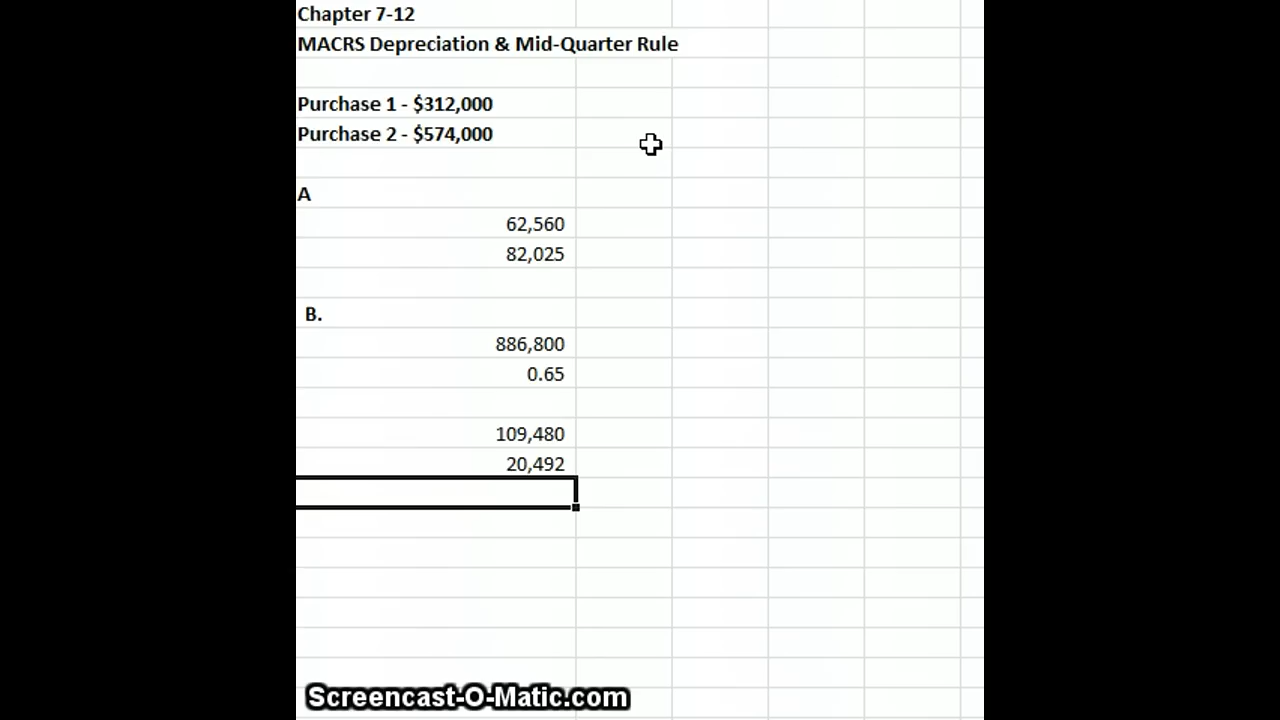 Chapter 7-12
MACRS Depreciation & Mid-Quarter Rule
Purchase 1 - $312,000
Purchase 2 - $574,000
A
62,560
82,025
B.
886,800
0.65
109,480
20,492
Screencast-O-Matic.com